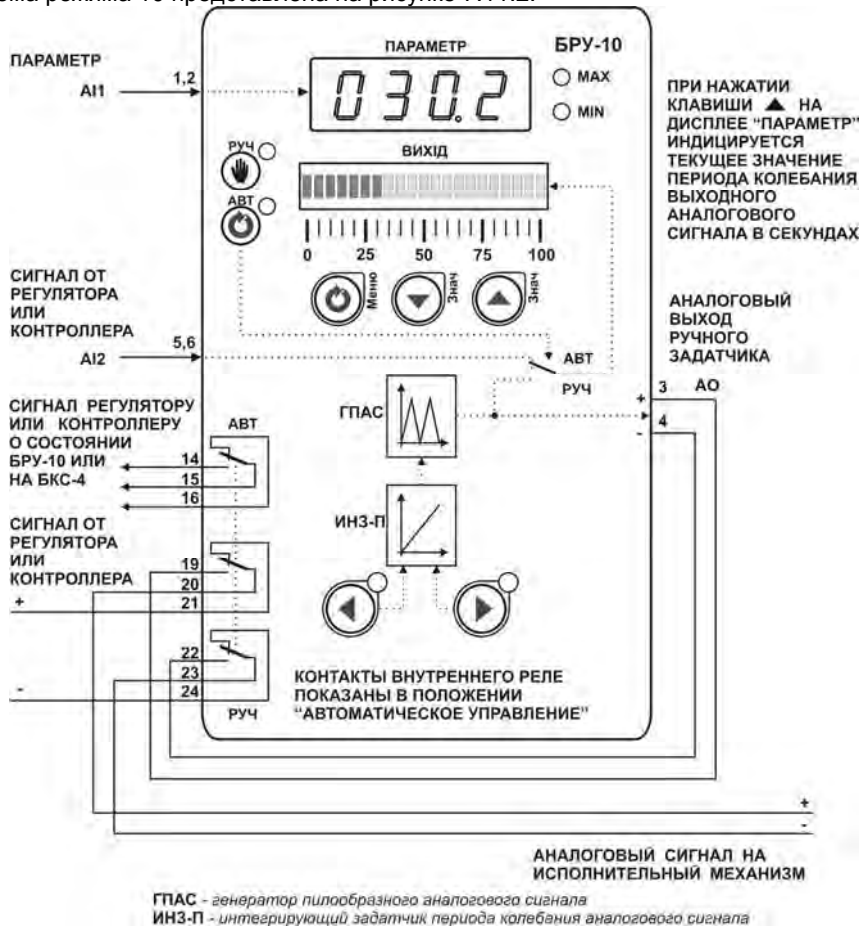 ПАРАМЕТР
БРУ-10
ПАРАМЕТР
AI1
1,2
030.2
MAX
MIN
ПРИ НАЖАТИИ
КЛАВИШИ ▲ НА
ДИСПЛЕЕ "ПАРАМЕТР"
ИНДИЦИРУЕТСЯ
ТЕКУЩЕЕ ЗНАЧЕНИЕ
ПЕРИОДА КОЛЕБАНИЯ
ВЫХОДНОГО
АНАЛОГОВОГО
СИГНАЛА В СЕКУНДАХ
РУЧ
ВИХІД
АВТ
0 25 50 75 100
Меню
Знач
Знач
СИГНАЛ ОТ
РЕГУЛЯТОРА
ИЛИ
КОНТРОЛЛЕРА
AI2
5,6
АНАЛОГОВЫЙ
ВЫХОД
РУЧНОГО
ЗАДАТЧИКА
АВТ
РУЧ
3 АО
+
4
-
ГПАС
СИГНАЛ РЕГУЛЯТОРУ
ИЛИ КОНТРОЛЛЕРУ
О СОСТОЯНИИ
БРУ-10 ИЛИ
НА БКС-4
АВТ
14
15
16
ИНЗ-П
СИГНАЛ ОТ
РЕГУЛЯТОРА
ИЛИ
КОНТРОЛЛЕРА
19
20
+
21
22
23
-
24
РУЧ
КОНТАКТЫ ВНУТРЕННЕГО РЕЛЕ
ПОКАЗАНЫ В ПОЛОЖЕНИИ
"АВТОМАТИЧЕСКОЕ УПРАВЛЕНИЕ"
+
-
АНАЛОГОВЫЙ СИГНАЛ НА
ИСПОЛНИТЕЛЬНЫЙ МЕХАНИЗМ
ГПАС - генератор пилообразного аналогового сигнала
ИНЗ-П - интегрирующий задатчик периода колебания аналогового сигнала